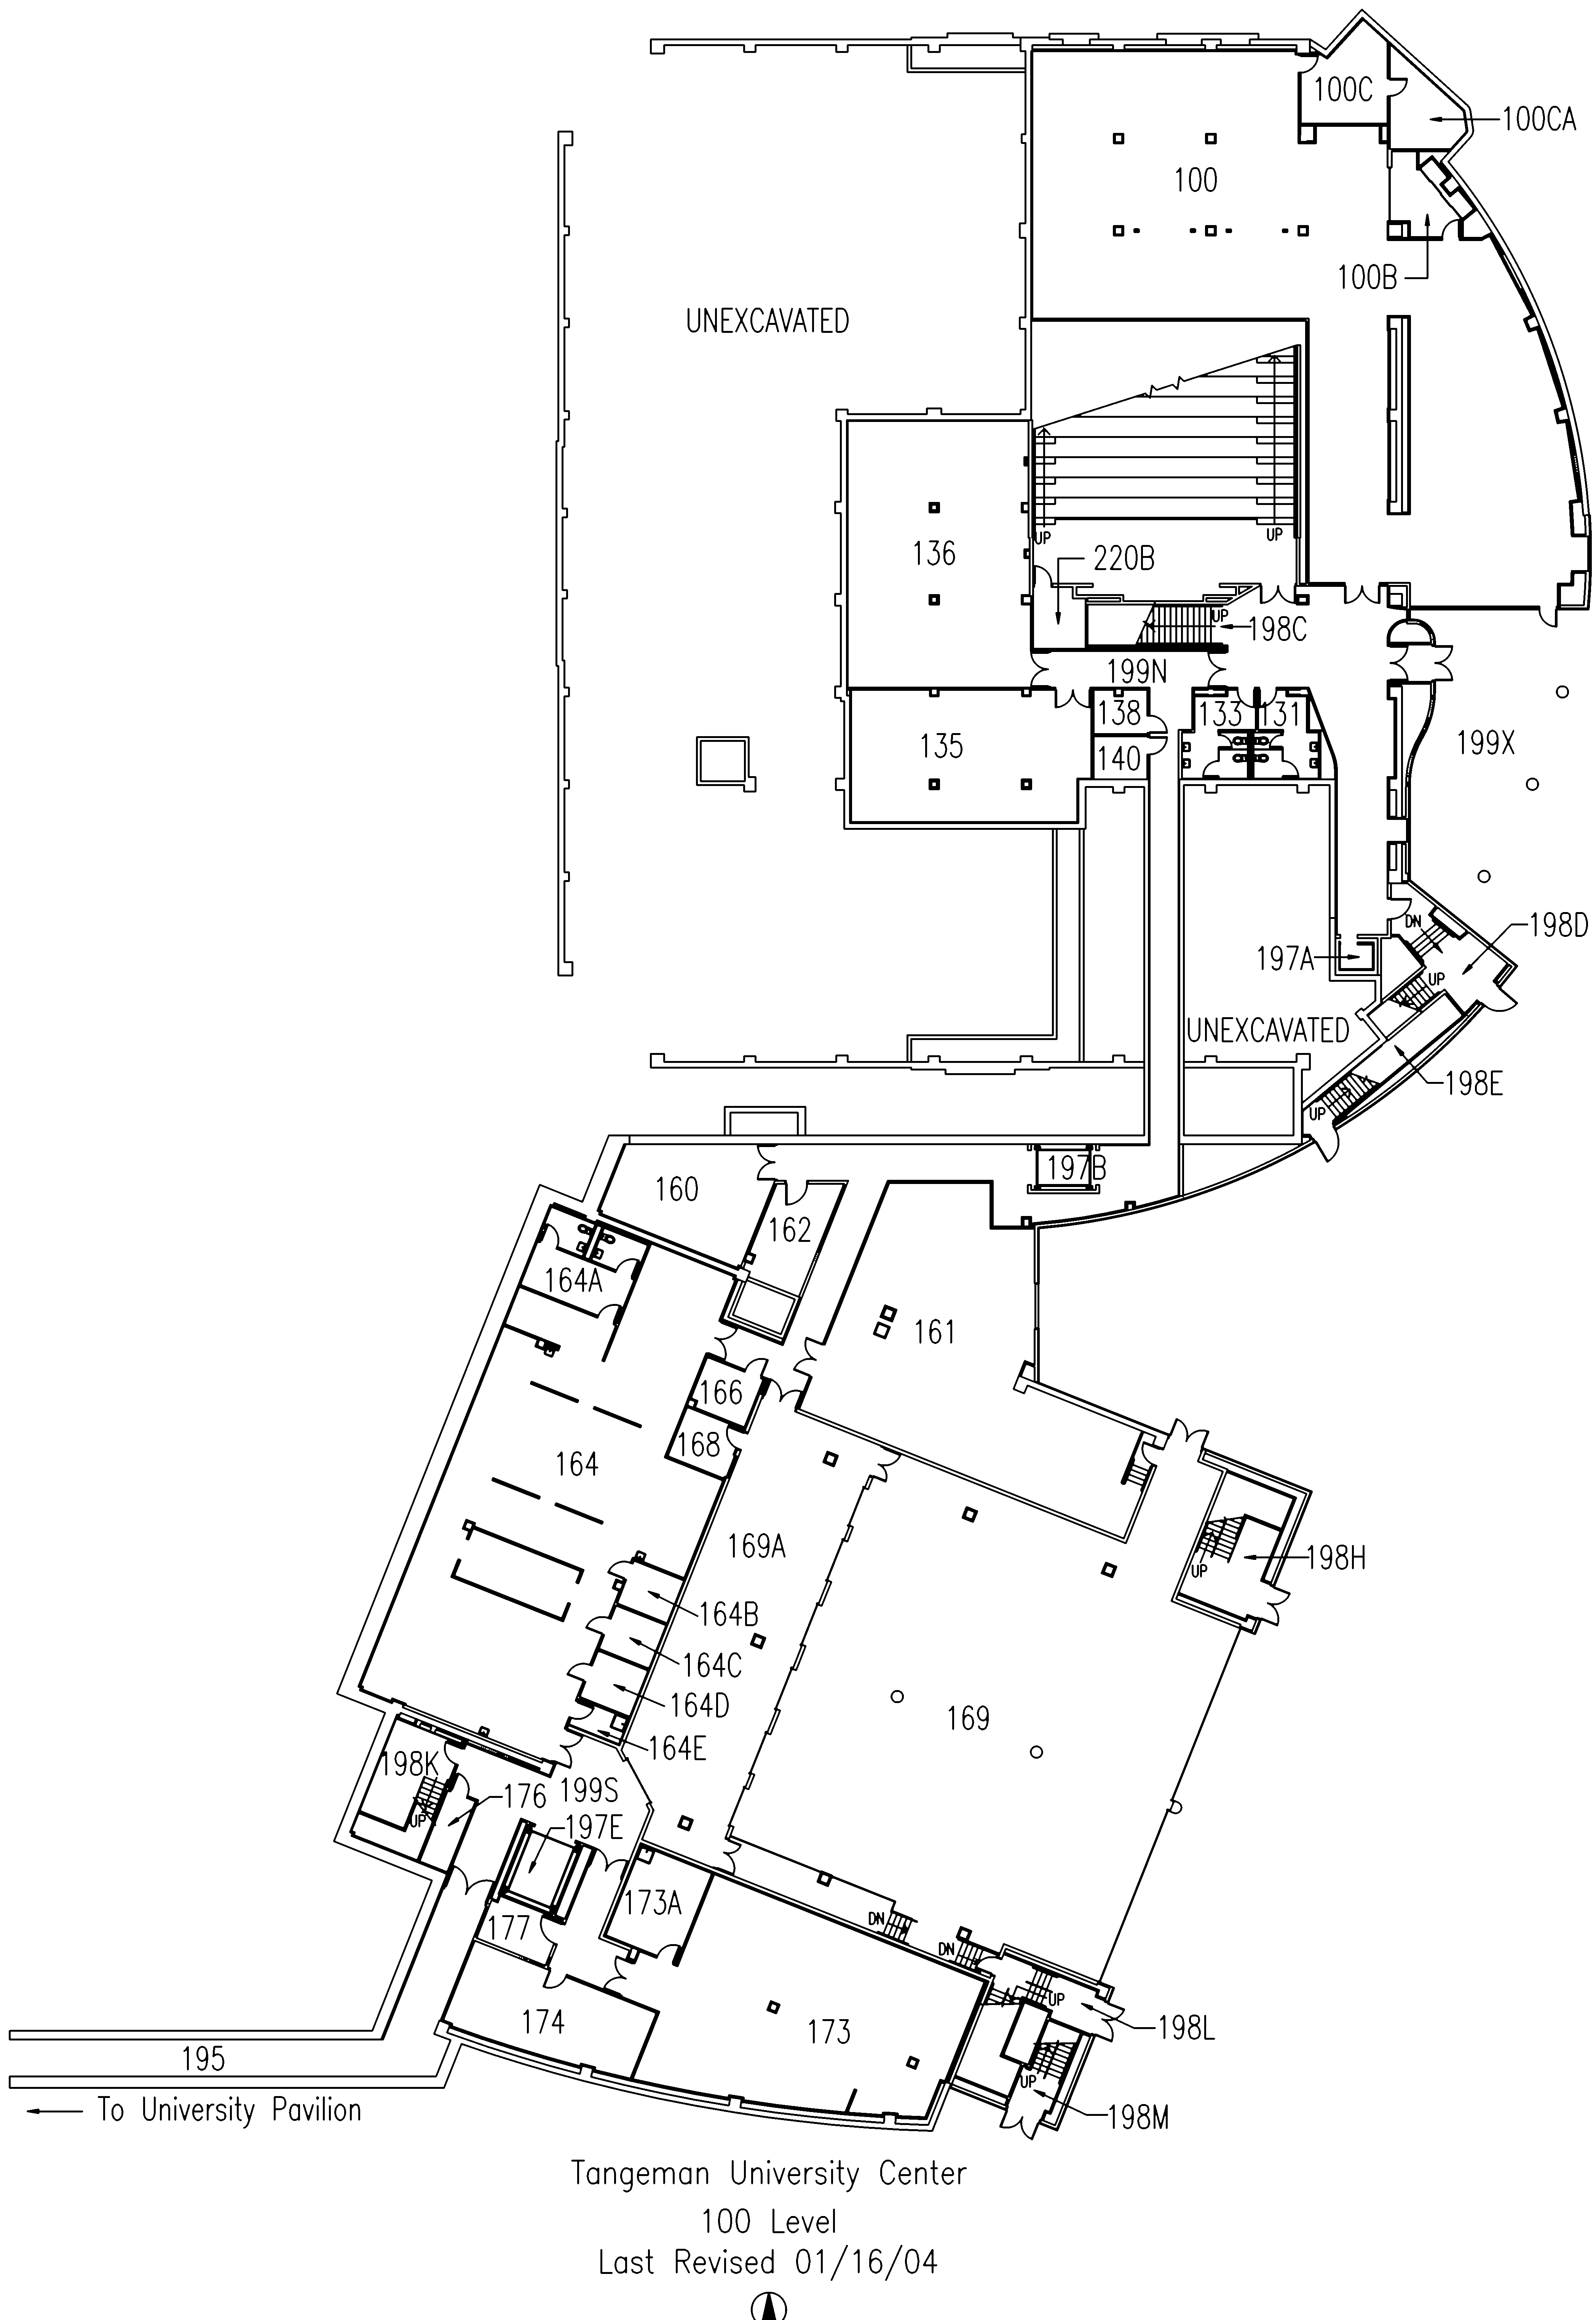 100C
100CA
100
100B
UNEXCAVATED
UP
UP
136
220B
UP
198C
199N
138
133
131
135
140
199X
DN
198D
197A
UP
UNEXCAVATED
198E
UP
197B
160
162
164A
161
166
168
164
169A
198H
UP
164B
164C
164D
169
164E
198K
199S
176
UP
197E
173A
177
DN
DN
UP
174
173
198L
195
UP
To University Pavilion
198M
Tangeman University Center
100 Level
Last Revised 01/16/04